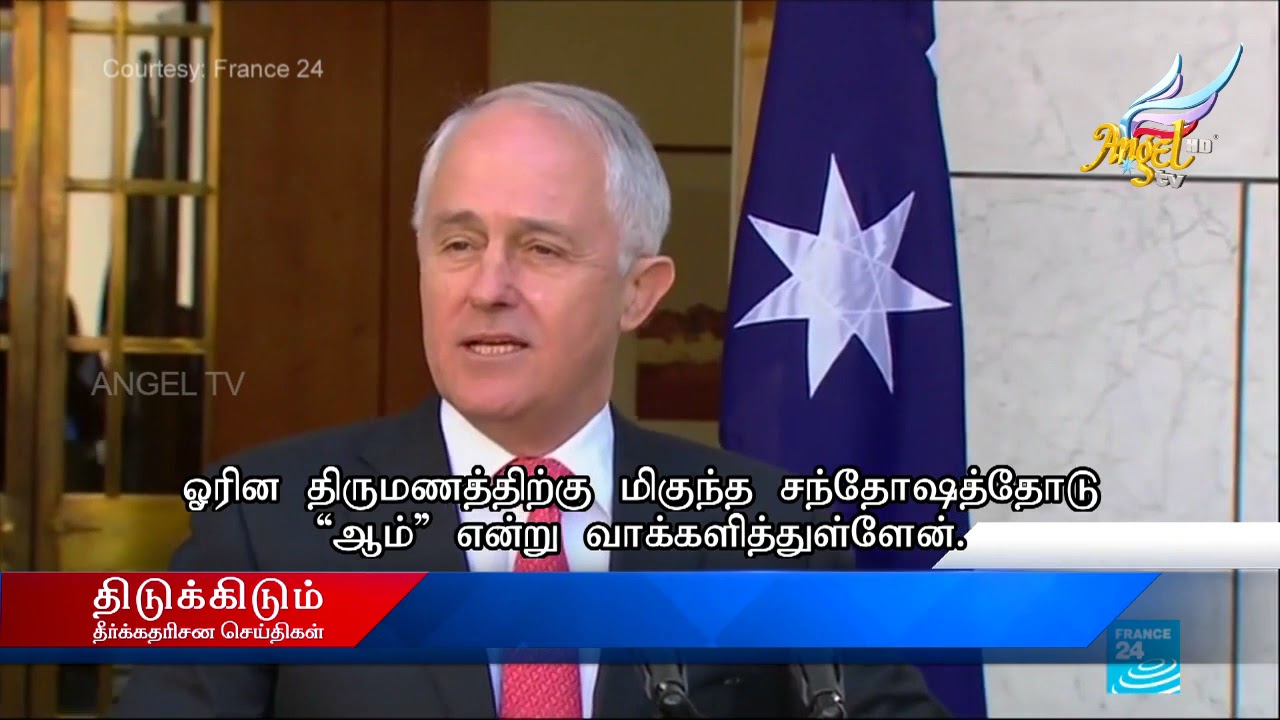 Courtesy: France 24
Angel HD
tv
ANGEL TV
ஓரின திருமணத்திற்கு மிகுந்த சந்தோஷத்தோடு
“ஆம்” என்று வாக்களித்துள்ளேன்.
திடுக்கிடும்
தீர்க்கதரிசன செய்திகள்
FRANCE
24